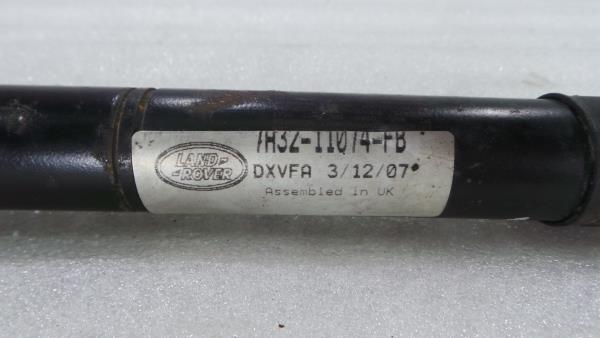 7H32-11074-FB
LAND-
-ROVER
DXVFA 3/12/07
Assembled in UK